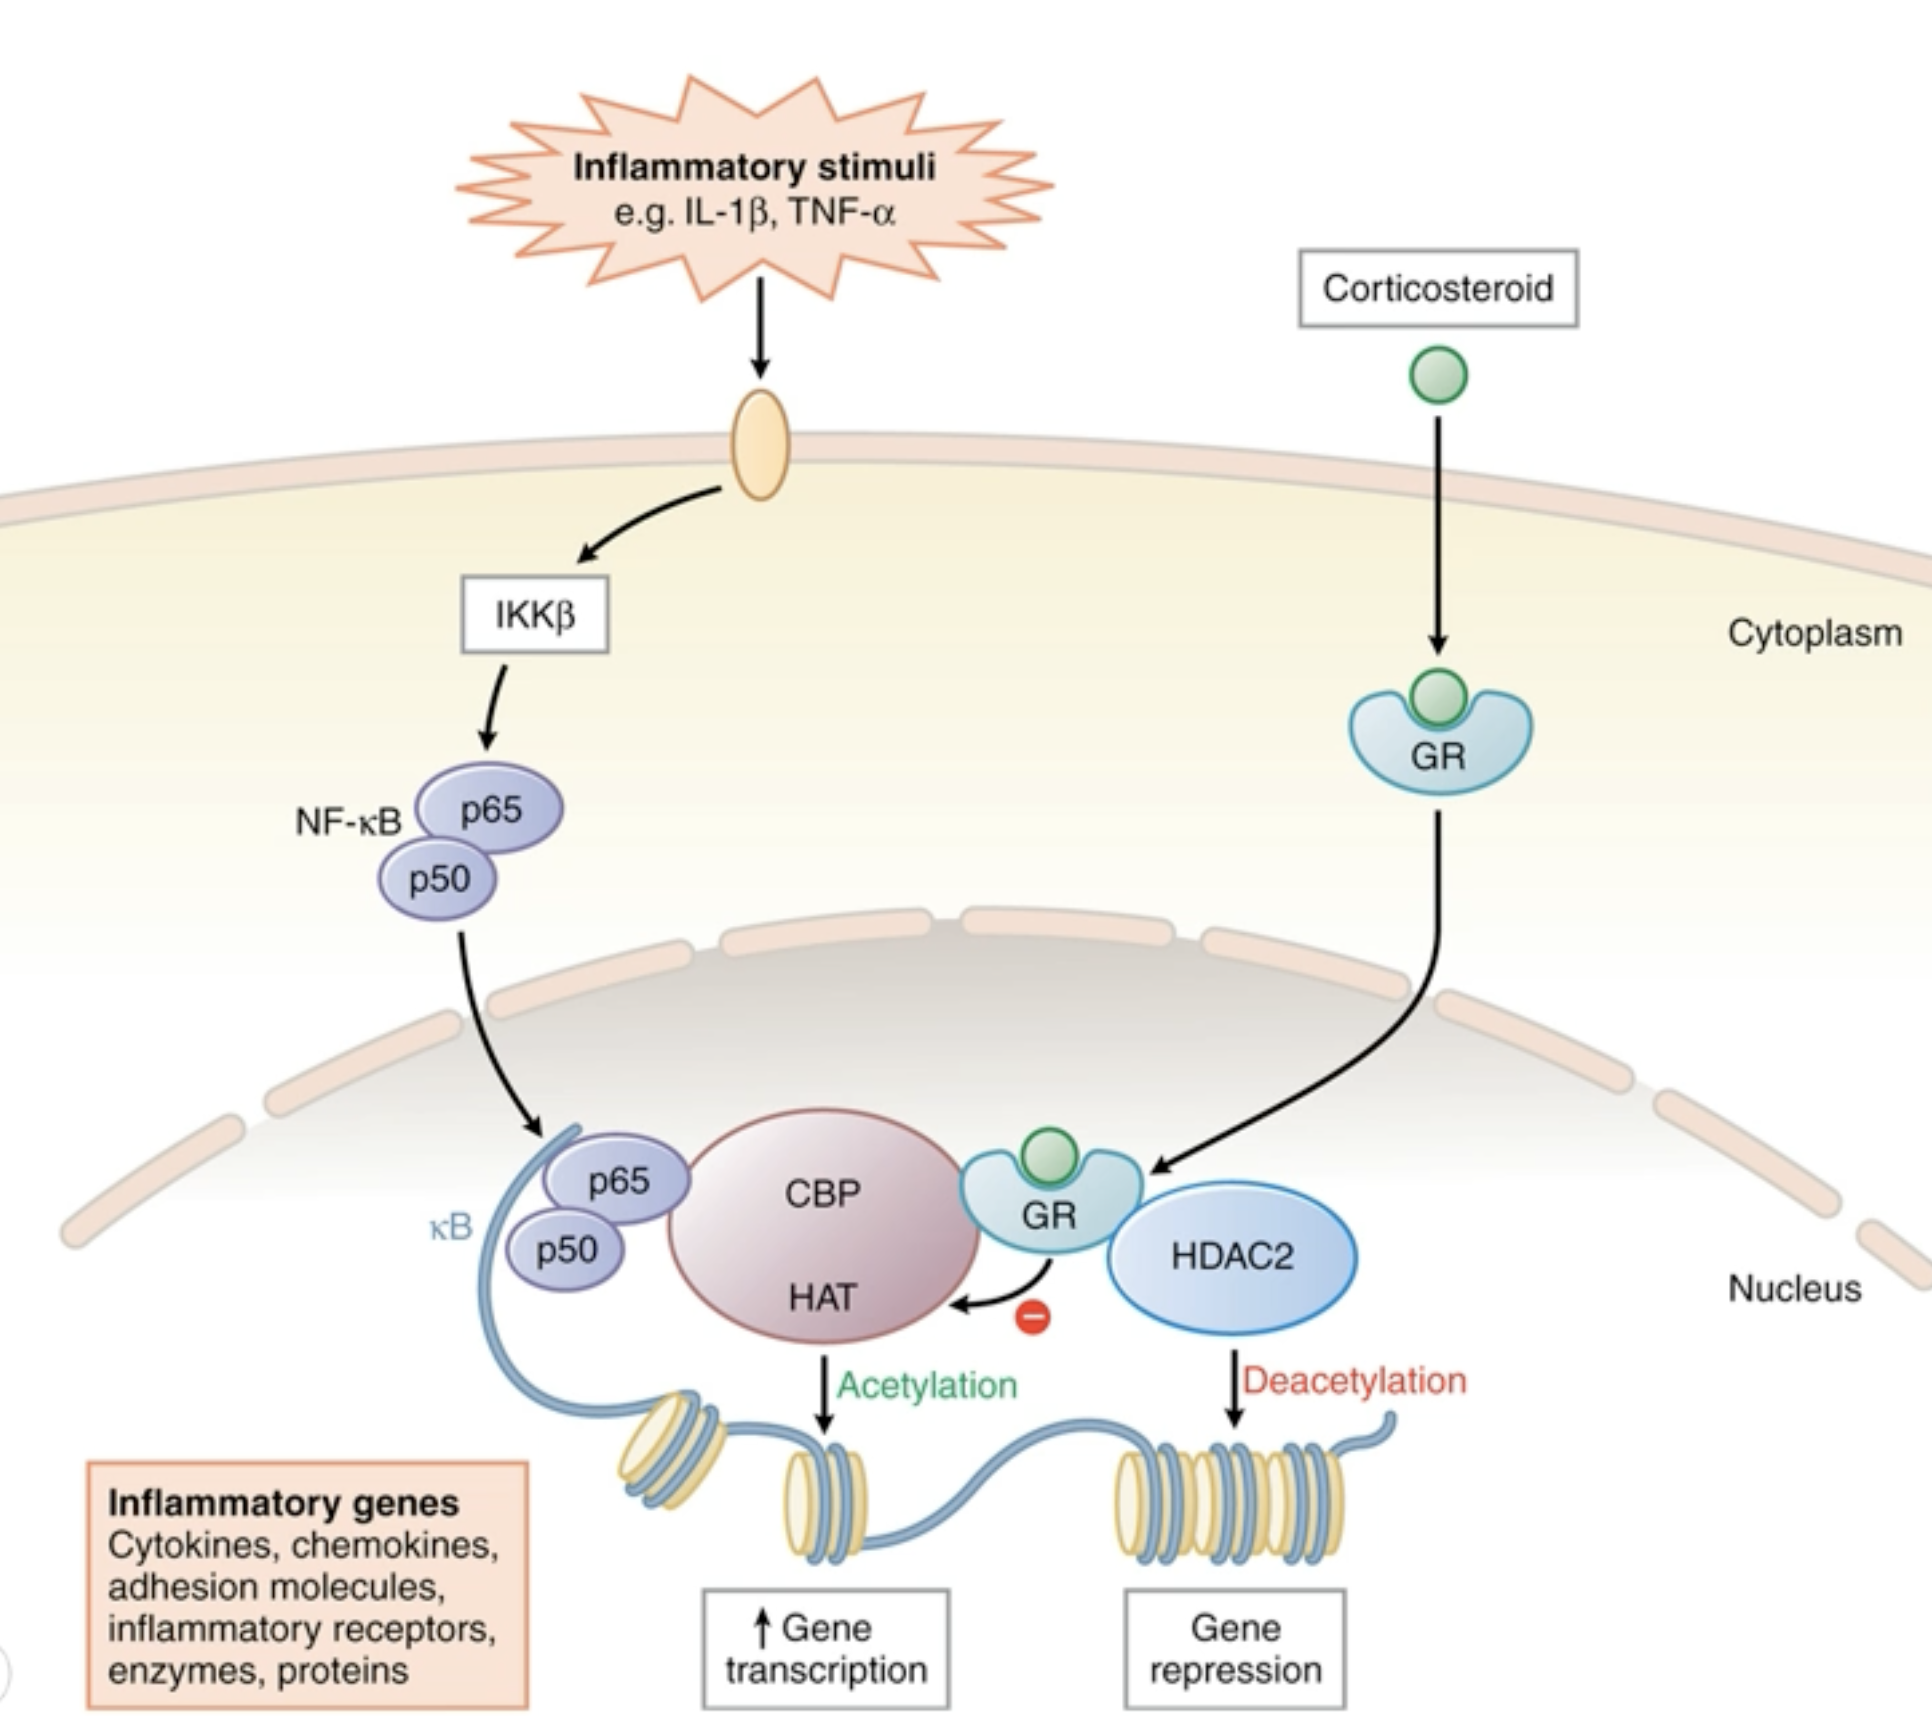 Inflammatory stimuli
e.g. IL-1β, TNF-α
Corticosteroid
IKKβ
Cytoplasm
GR
NF-κB
p65
p50
p65
κB
p50
CBP
HAT
GR
HDAC2
Nucleus
Acetylation
Deacetylation
Inflammatory genes
Cytokines, chemokines,
adhesion molecules,
inflammatory receptors,
enzymes, proteins
↑ Gene
transcription
Gene
repression